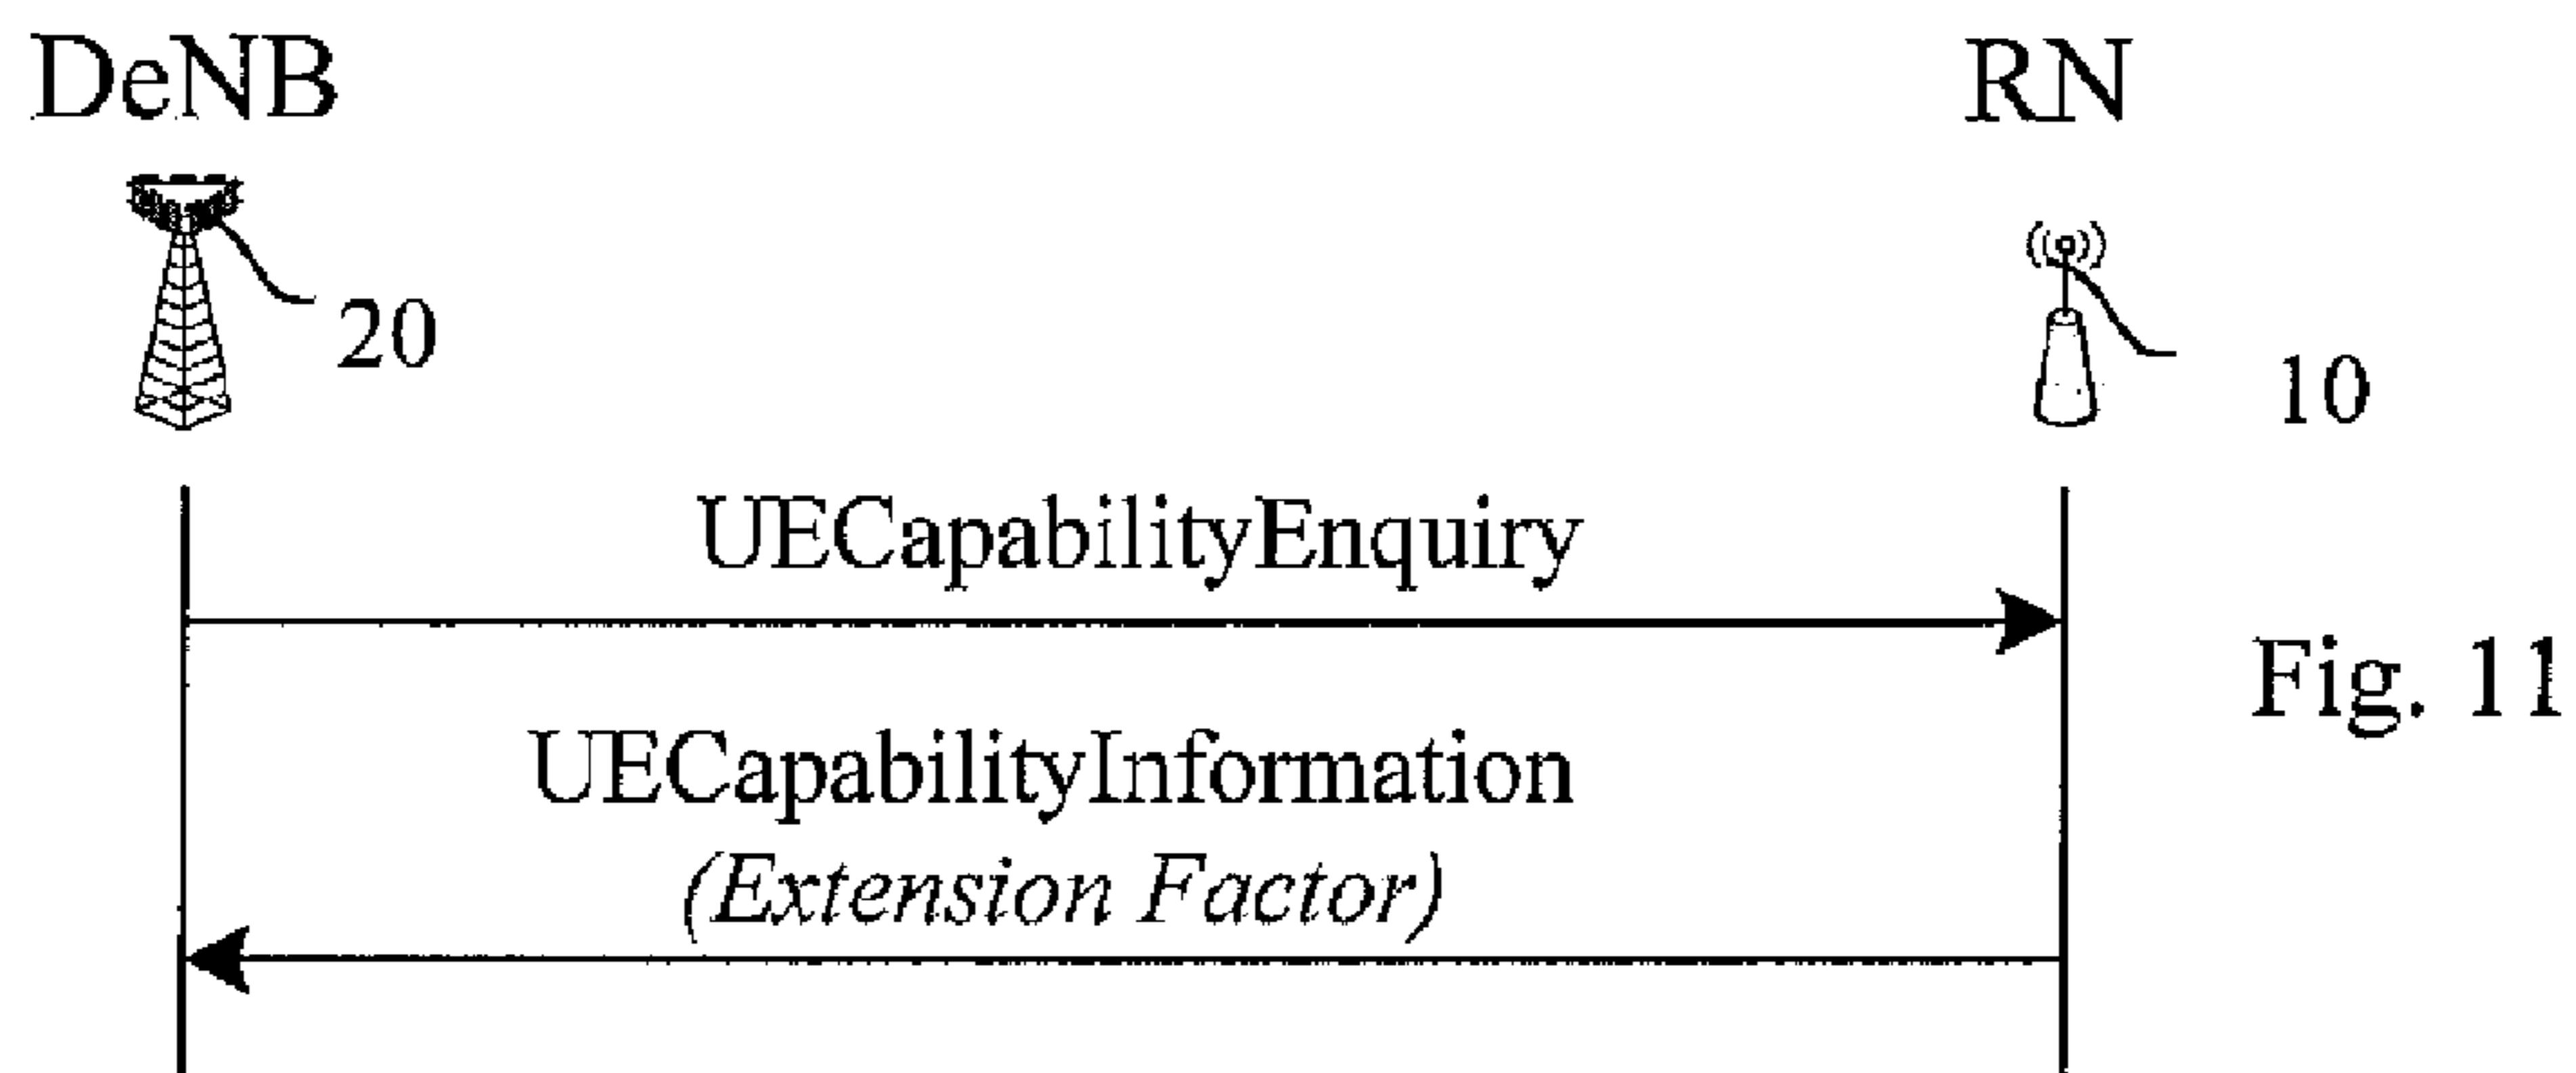 DeNB
RN
20
10
UECapabilityEnquiry
Fig. 11
UECapabilityInformation
(Extension Factor)